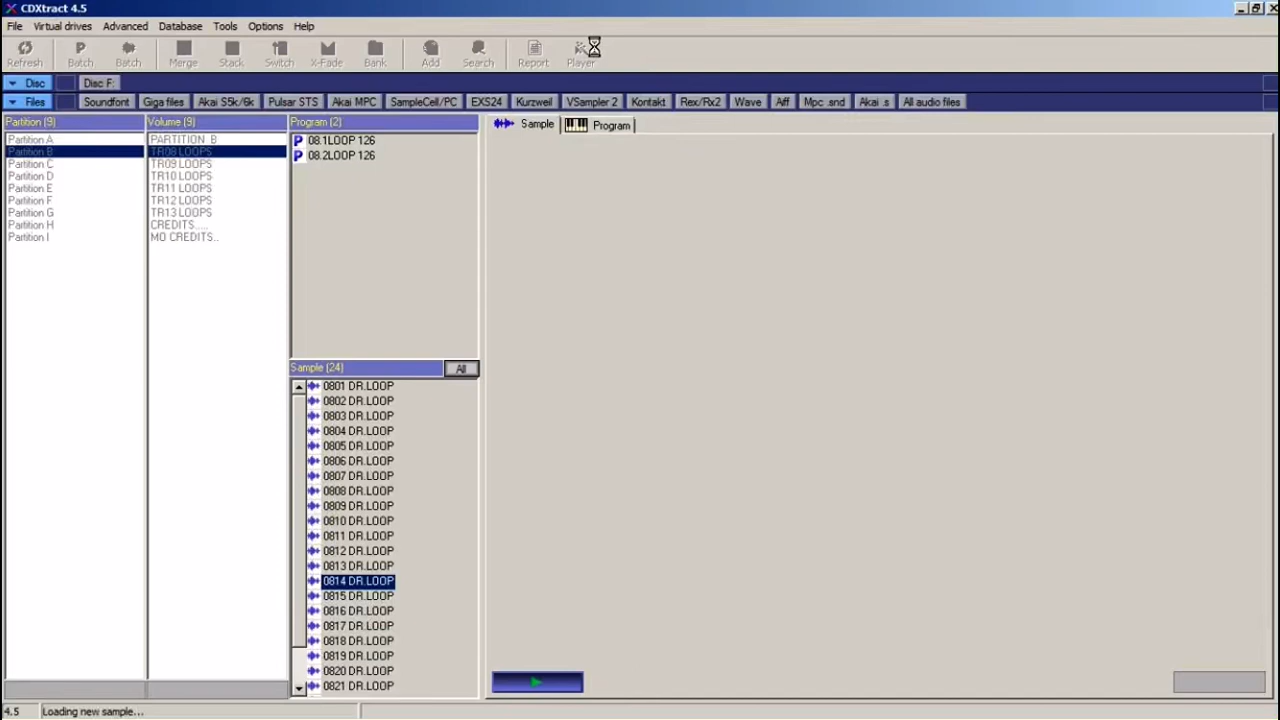 CDXtract 4.5
File Virtual drives Advanced Database Tools Options Help
Refresh Batch Batch Merge Stack Switch X-Fade Bank Add Search Report Player
Disc Disc F:
Files Soundfont Giga files Akai S5k/6k Pulsar STS Akai MPC SampleCell/PC EXS24 Kurzweil VSampler 2 Kontakt Rex/Rx2 Wave Aiff Mpc .snd Akai .s All audio files
Partition (9) Volume (9) Program (2) Sample Program
Partition A PARTITION B 08.1LOOP 126
Partition B TR08 LOOPS 08.2LOOP 126
Partition C TR09 LOOPS
Partition D TR10 LOOPS
Partition E TR11 LOOPS
Partition F TR12 LOOPS
Partition G TR13 LOOPS
Partition H CREDITS.....
Partition I MO CREDITS..
Sample (24) All
0801 DR.LOOP
0802 DR.LOOP
0803 DR.LOOP
0804 DR.LOOP
0805 DR.LOOP
0806 DR.LOOP
0807 DR.LOOP
0808 DR.LOOP
0809 DR.LOOP
0810 DR.LOOP
0811 DR.LOOP
0812 DR.LOOP
0813 DR.LOOP
0814 DR.LOOP
0815 DR.LOOP
0816 DR.LOOP
0817 DR.LOOP
0818 DR.LOOP
0819 DR.LOOP
0820 DR.LOOP
0821 DR.LOOP
4.5 Loading new sample...